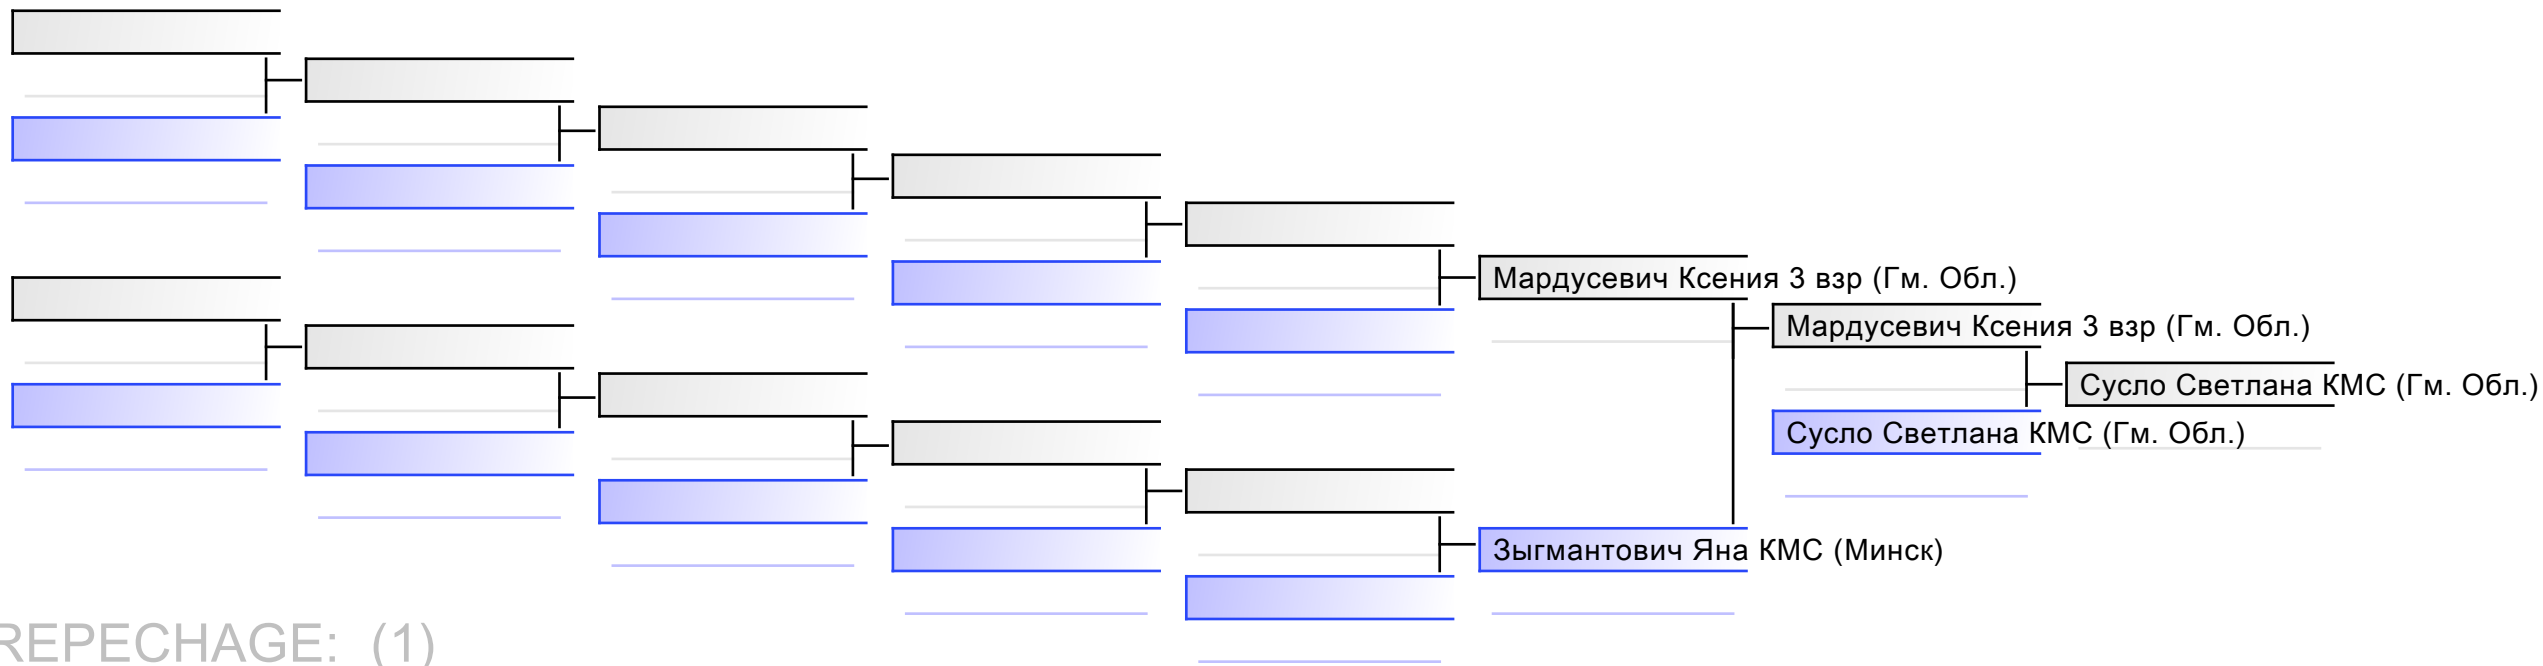 Мардусевич Ксения 3 взр (Гм. Обл.)
Мардусевич Ксения 3 взр (Гм. Обл.)
Сусло Светлана КМС (Гм. Обл.)
Сусло Светлана КМС (Гм. Обл.)
Зыгмантович Яна КМС (Минск)
REPECHAGE: (1)